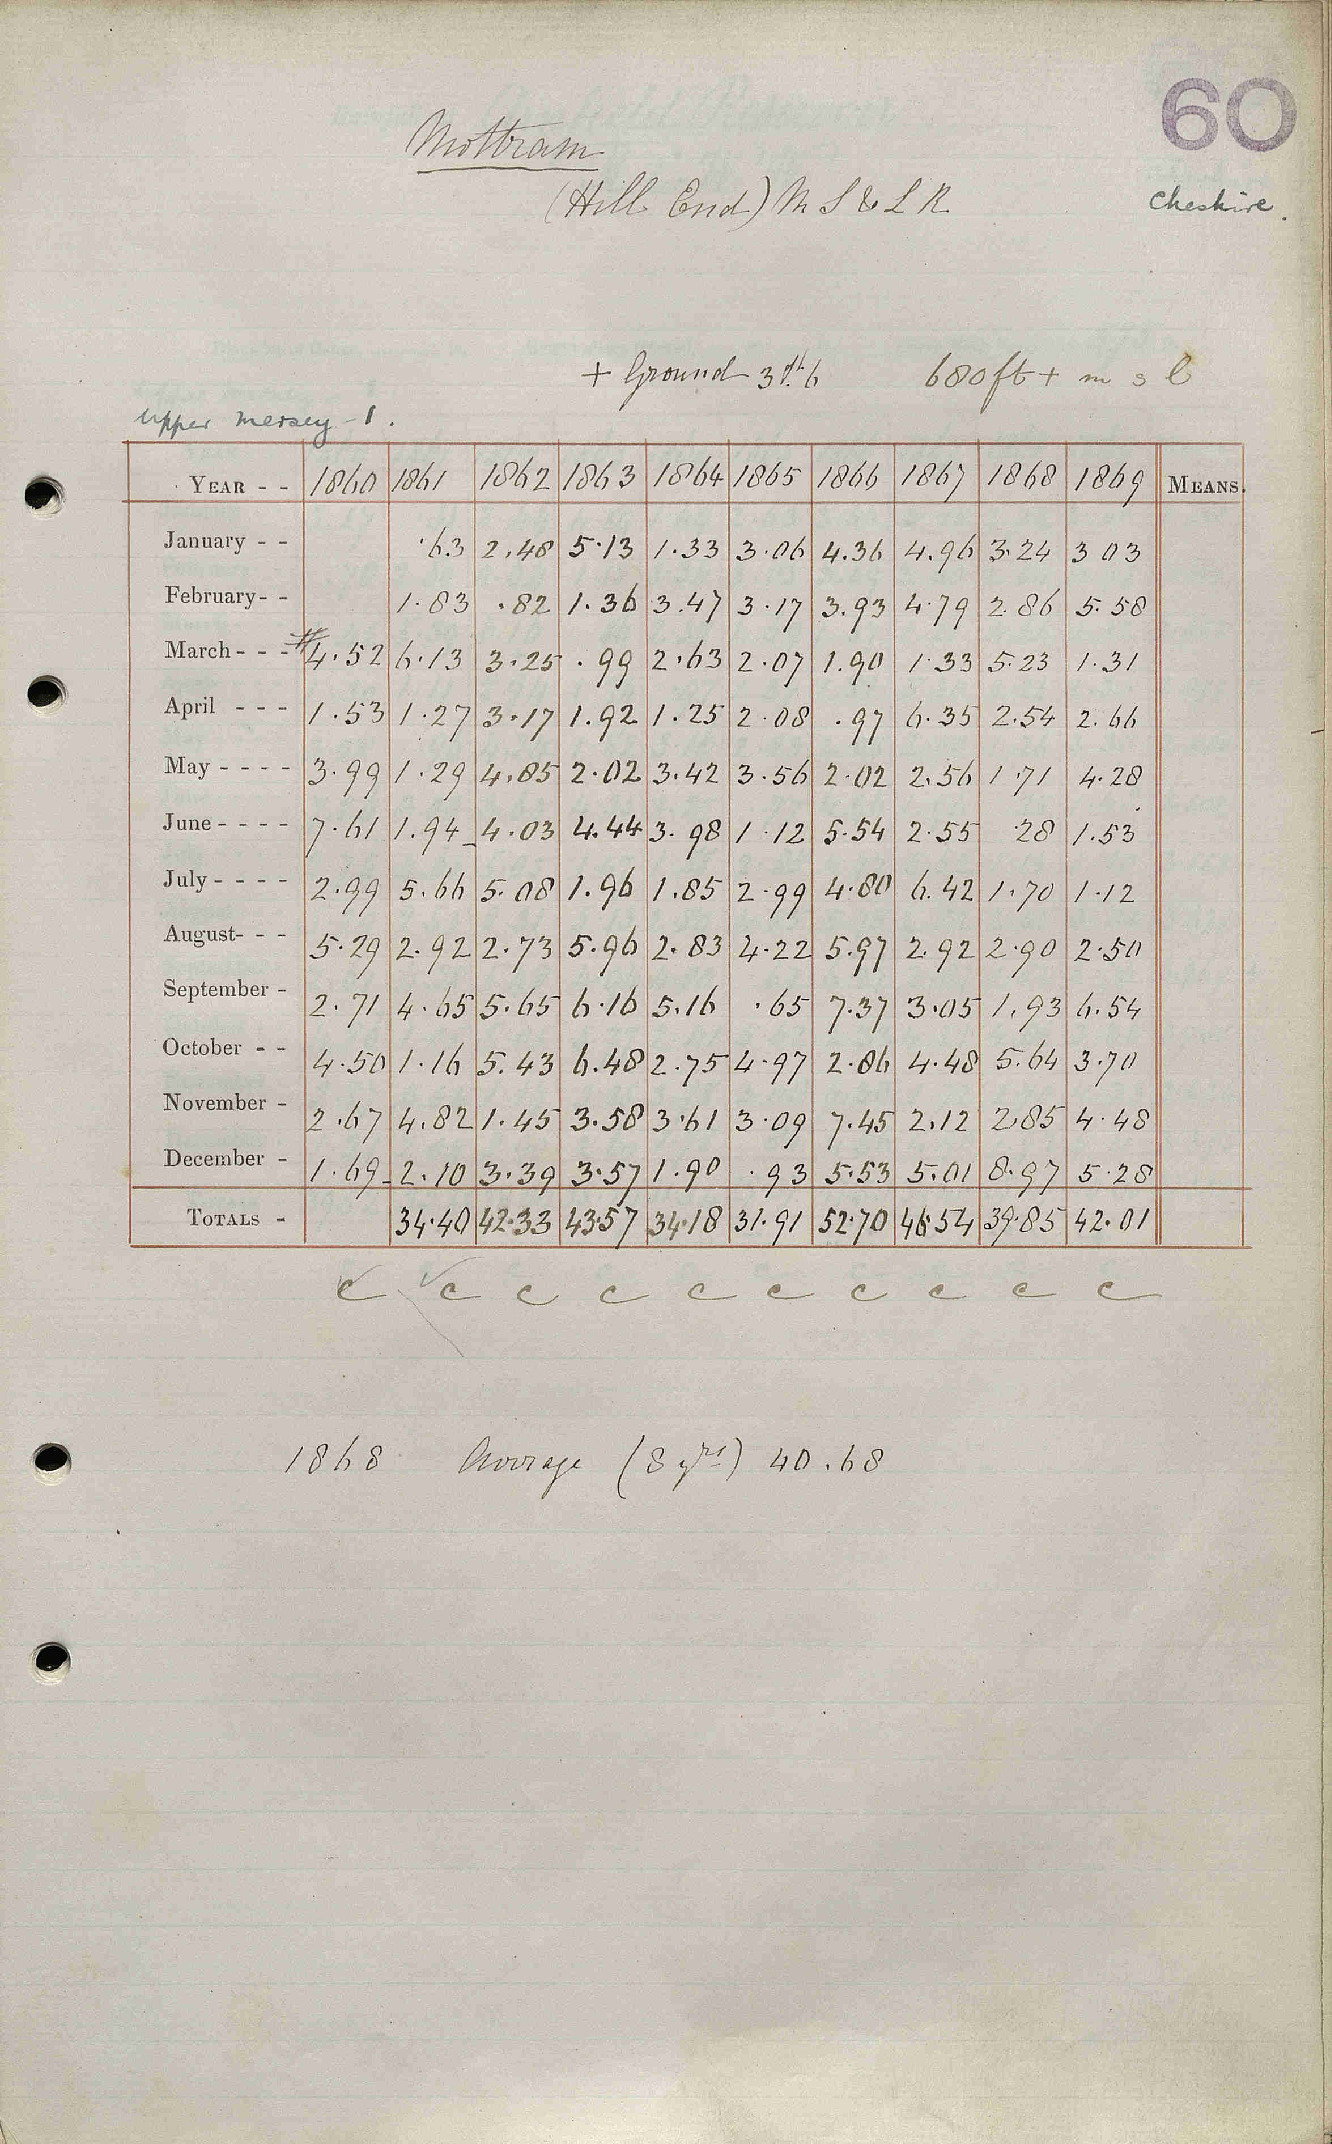 60
Mottram
(Hill End) M S & L R
Cheshire.
+ Ground 3ft 6 680 ft + m s l
Upper Mersey - 1.
YEAR - - 1860 1861 1862 1863 1864 1865 1866 1867 1868 1869 MEANS.
January - - .63 2.48 5.13 1.33 3.06 4.36 4.96 3.24 3 03
February- - 1.83 .82 1.36 3.47 3.17 3.93 4.79 2.86 5.58
March- - - #4.52 6.13 3.25 .99 2.63 2.07 1.90 1.33 5.23 1.31
April - - - 1.53 1.27 3.17 1.92 1.25 2.08 .97 6.35 2.54 2.66
May - - - - 3.99 1.29 4.85 2.02 3.42 3.56 2.02 2.56 1.71 4.28
June - - - - 7.61 1.94 4.03 4.44 3.98 1.12 5.54 2.55 .28 1.53
July - - - - 2.99 5.66 5.08 1.96 1.85 2.99 4.80 6.42 1.70 1.12
August- - - 5.29 2.92 2.73 5.96 2.83 4.22 5.97 2.92 2.90 2.50
September - 2.71 4.65 5.65 6.16 5.16 .65 7.37 3.05 1.93 6.54
October - - 4.50 1.16 5.43 6.48 2.75 4.97 2.86 4.48 5.64 3.70
November - 2.67 4.82 1.45 3.58 3.61 3.09 7.45 2.12 2.85 4.48
December - 1.69 2.10 3.39 3.57 1.90 .93 5.53 5.01 8.97 5.28
TOTALS - 34.40 42.33 43.57 34.18 31.91 52.70 46.54 39.85 42.01
c c c c c c c c c c
1868 Average (8 yrs) 40.68